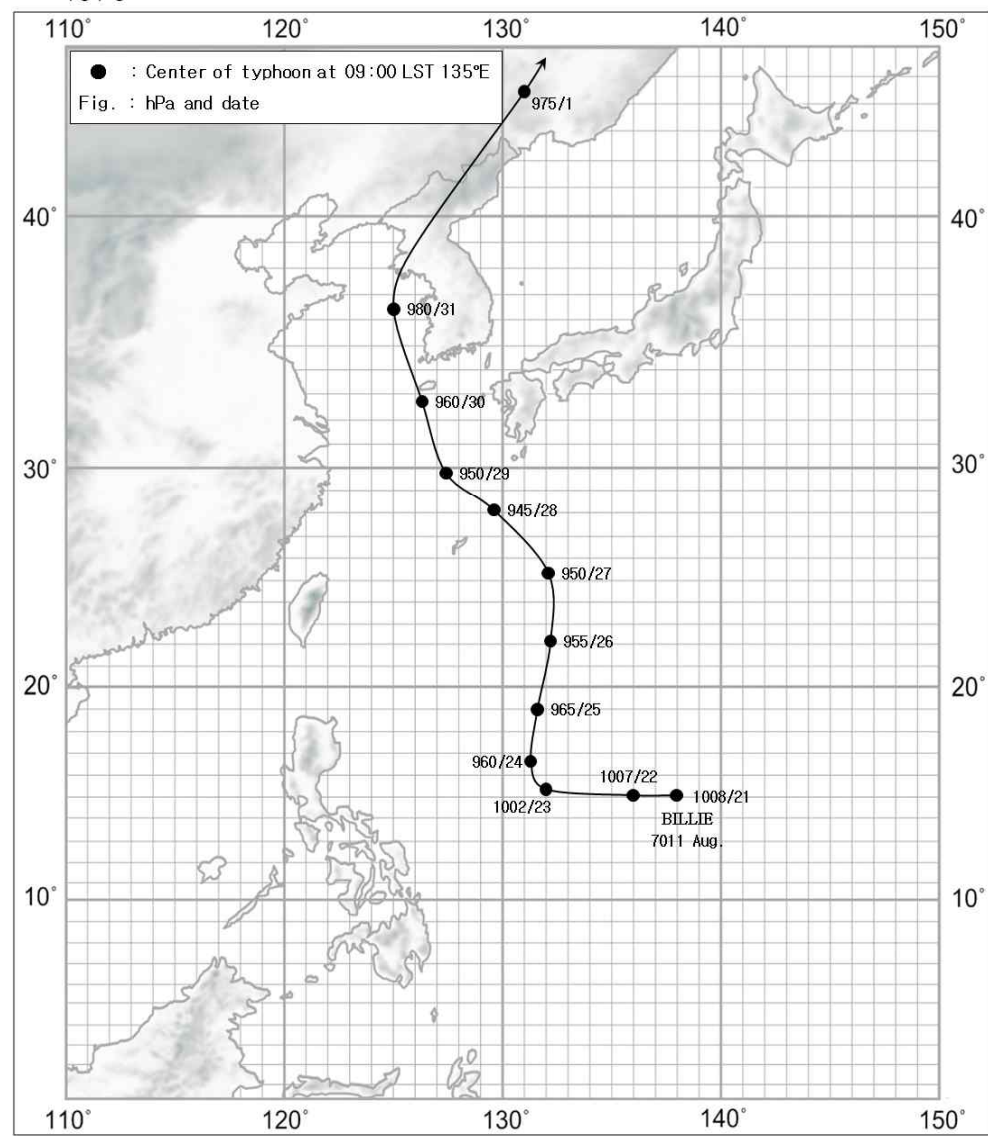 110° 120° 130° 140° 150°
● : Center of typhoon at 09:00 LST 135°E
Fig. : hPa and date
975/1
40° 40°
980/31
960/30
30° 950/29 30°
945/28
950/27
955/26
20° 20°
965/25
960/24
1007/22
1002/23 1008/21
BILLIE
7011 Aug.
10° 10°
110° 120° 130° 140° 150°